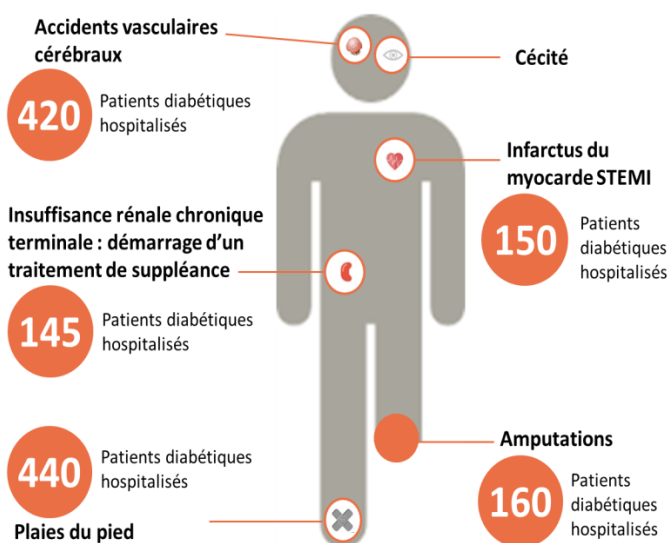 Accidents vasculaires
cérébraux
420
Patients diabétiques
hospitalisés
Cécité
Infarctus du
myocarde STEMI
150
Patients
diabétiques
hospitalisés
Insuffisance rénale chronique
terminale : démarrage d’un
traitement de suppléance
145
Patients diabétiques
hospitalisés
440
Patients diabétiques
hospitalisés
Plaies du pied
Amputations
160
Patients
diabétiques
hospitalisés